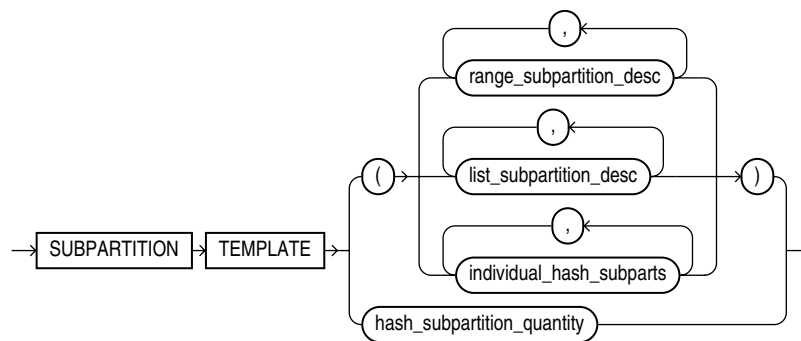 ,
range_subpartition_desc
,
( list_subpartition_desc )
,
SUBPARTITION TEMPLATE
individual_hash_subparts
hash_subpartition_quantity